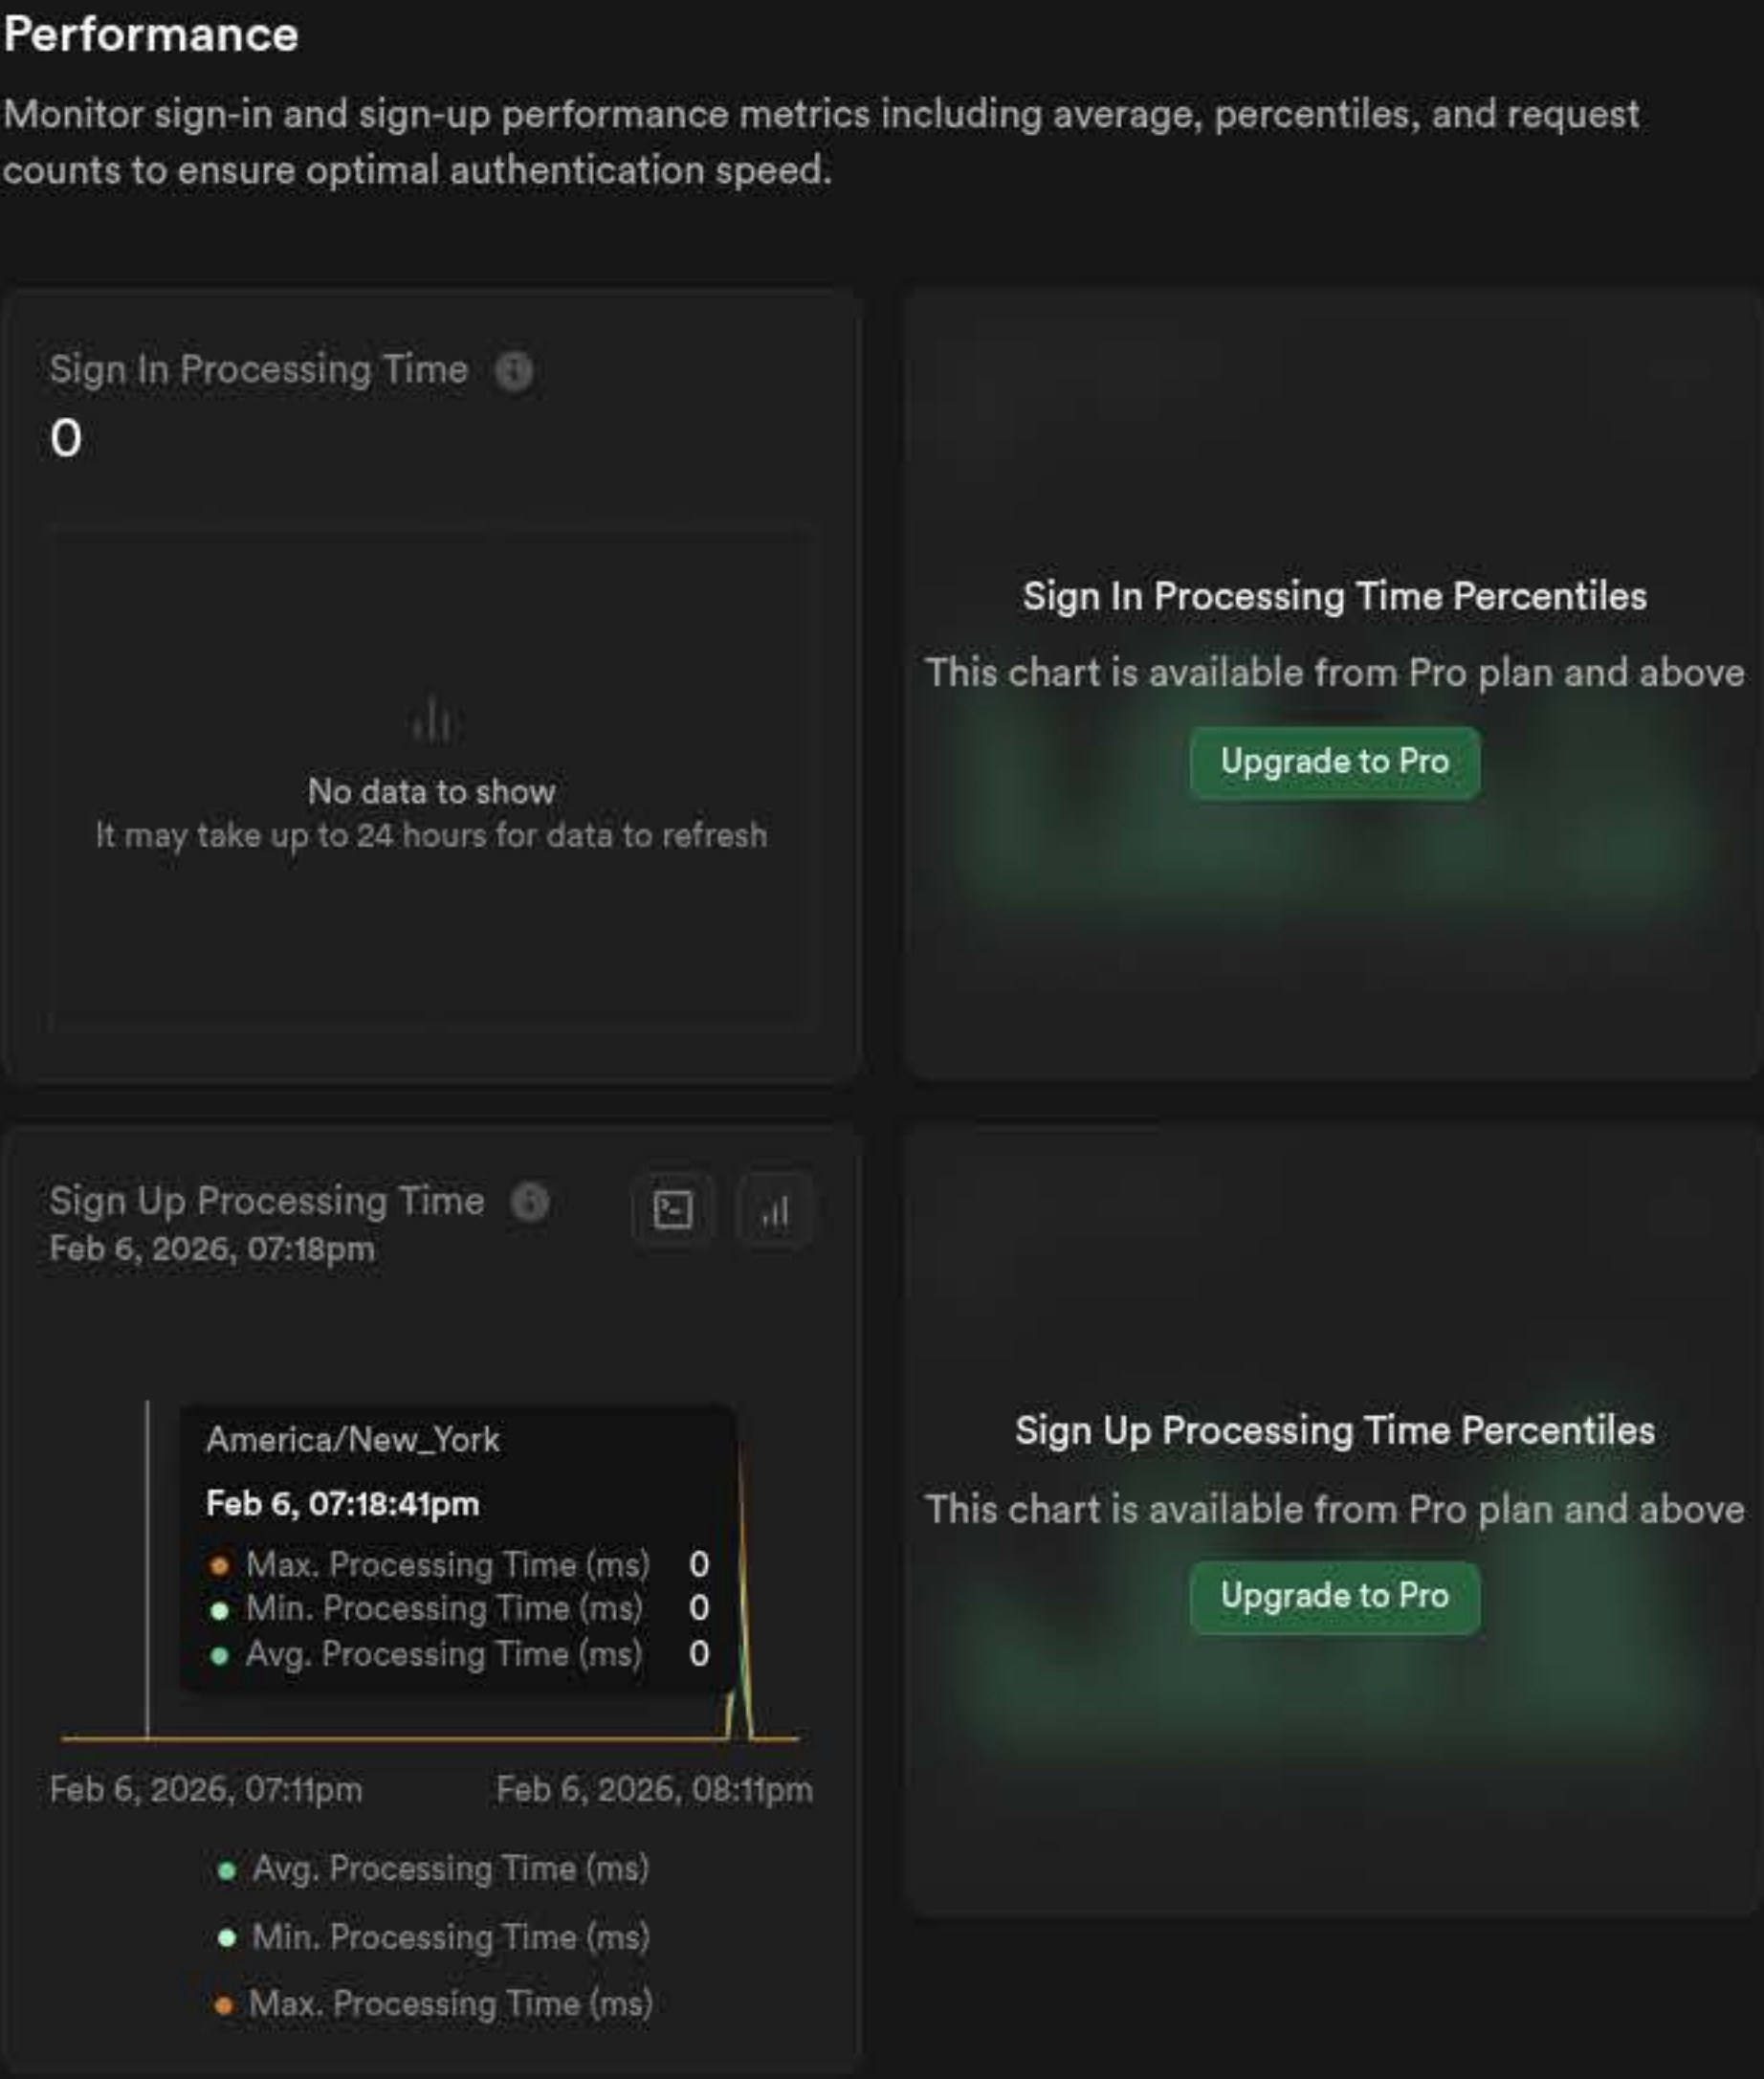 Performance
Monitor sign-in and sign-up performance metrics including average, percentiles, and request
counts to ensure optimal authentication speed.
Sign In Processing Time
0
No data to show
It may take up to 24 hours for data to refresh
Sign In Processing Time Percentiles
This chart is available from Pro plan and above
Upgrade to Pro
Sign Up Processing Time
Feb 6, 2026, 07:18pm
America/New_York
Feb 6, 07:18:41pm
Max. Processing Time (ms) 0
Min. Processing Time (ms) 0
Avg. Processing Time (ms) 0
Feb 6, 2026, 07:11pm
Feb 6, 2026, 08:11pm
Avg. Processing Time (ms)
Min. Processing Time (ms)
Max. Processing Time (ms)
Sign Up Processing Time Percentiles
This chart is available from Pro plan and above
Upgrade to Pro